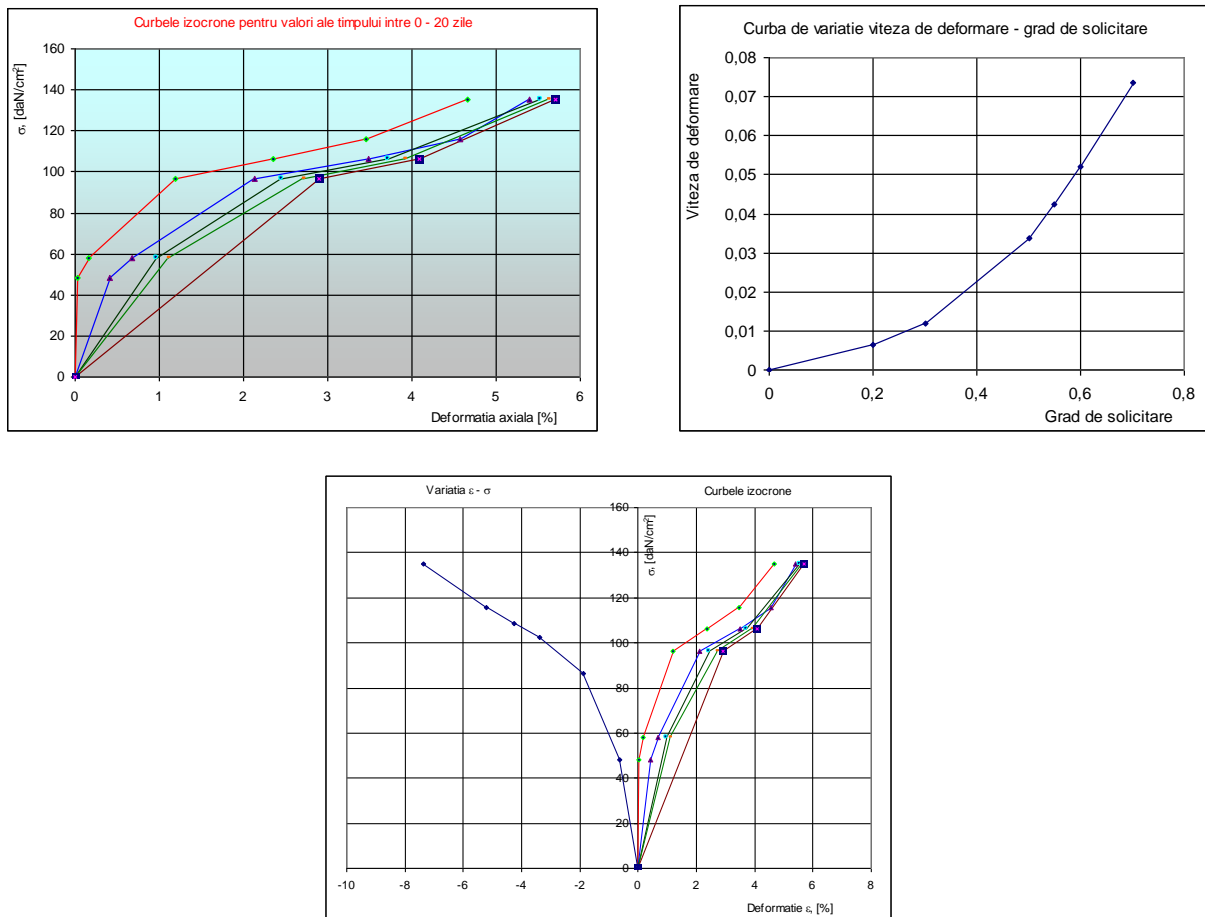 Curbele izocrone pentru valori ale timpului intre 0 - 20 zile
σ, [daN/cm²]
160
140
120
100
80
60
40
20
0
0 1 2 3 4 5 6
Deformatia axiala [%]
Curba de variatie viteza de deformare - grad de solicitare
Viteza de deformare
0,08
0,07
0,06
0,05
0,04
0,03
0,02
0,01
0
0 0,2 0,4 0,6 0,8
Grad de solicitare
Variatia ε - σ
Curbele izocrone
σ, [daN/cm²]
160
140
120
100
80
60
40
20
0
-10 -8 -6 -4 -2 0 2 4 6 8
Deformatie ε, [%]